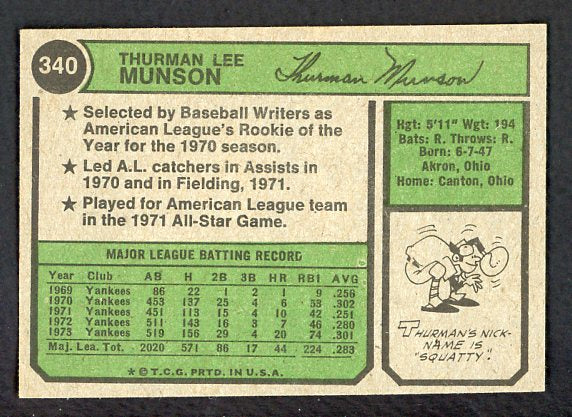 340
THURMAN LEE
MUNSON
Thurman Munson
★ Selected by Baseball Writers as
American League's Rookie of the
Year for the 1970 season.
★ Led A.L. catchers in Assists in
1970 and in Fielding, 1971.
★ Played for American League team
in the 1971 All-Star Game.
Hgt: 5'11" Wgt: 194
Bats: R. Throws: R.
Born: 6-7-47
Akron, Ohio
Home: Canton, Ohio
MAJOR LEAGUE BATTING RECORD
Year Club AB H 2B 3B HR RBI AVG
1969 Yankees 86 22 1 2 1 9 .256
1970 Yankees 453 137 25 4 6 53 .302
1971 Yankees 451 113 15 4 10 42 .251
1972 Yankees 511 143 16 3 7 46 .280
1973 Yankees 519 156 29 4 20 74 .301
Maj. Lea. Tot. 2020 571 86 17 44 224 .283
★ © T.C.G. PRTD. IN U.S.A.
THURMAN'S NICK-
NAME IS
"SQUATTY".